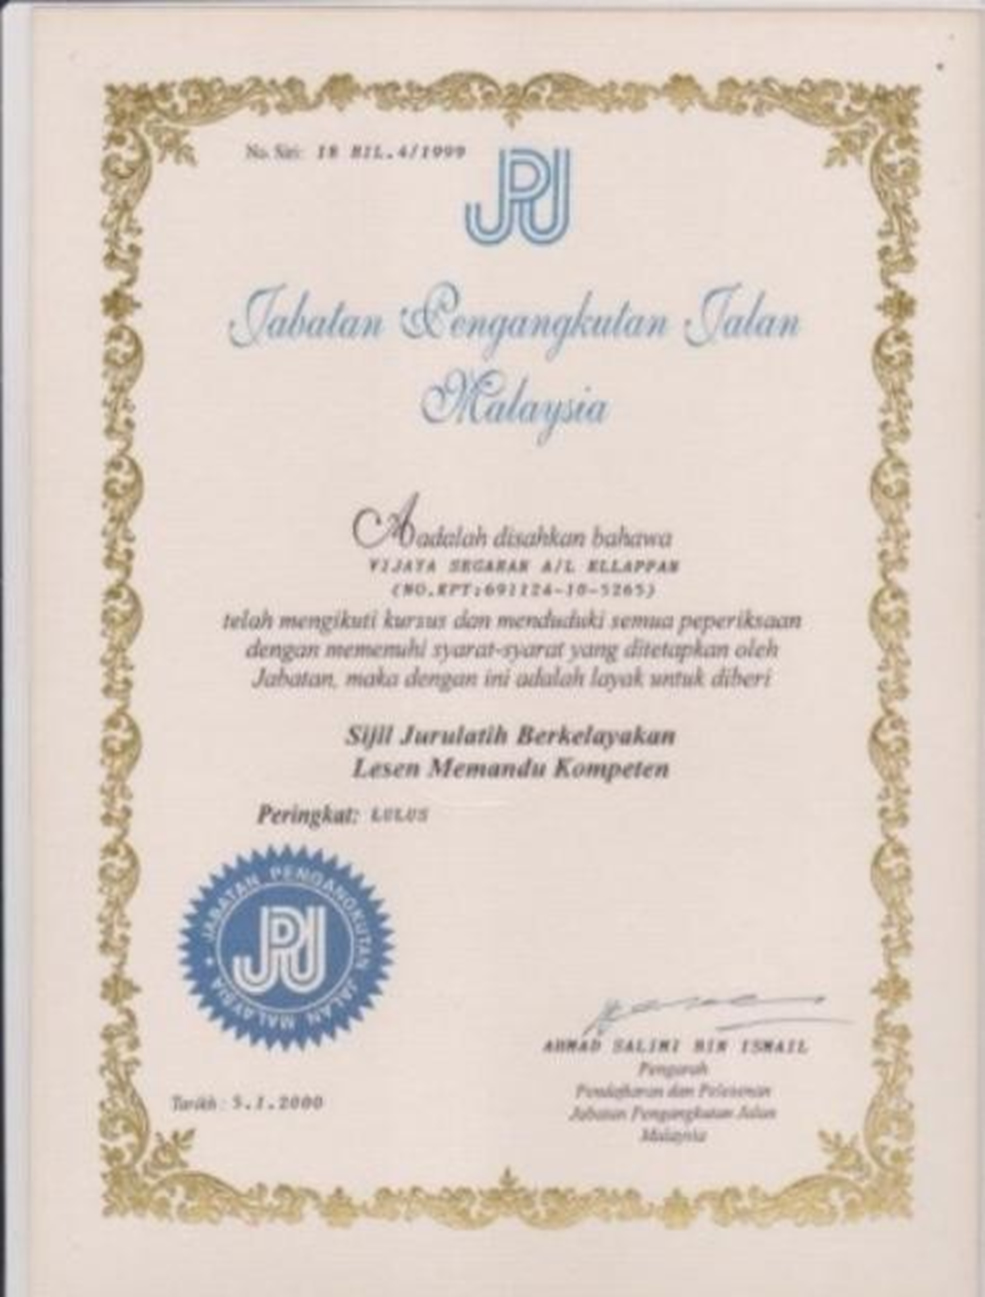 No. Siri: 18 BIL.4/1999
JPJ
Jabatan Pengangkutan Jalan
Malaysia
Adalah disahkan bahawa
VIJAYA SEGARAN A/L ELLAPPAN
(NO.KPT:691124-10-5265)
telah mengikuti kursus dan menduduki semua peperiksaan
dengan memenuhi syarat-syarat yang ditetapkan oleh
Jabatan, maka dengan ini adalah layak untuk diberi
Sijil Jurulatih Berkelayakan
Lesen Memandu Kompeten
Peringkat: LULUS
JABATAN PENGANGKUTAN JALAN MALAYSIA
JPJ
AHMAD SALIMI BIN ISMAIL
Pengarah
Pendaftaran dan Pelesenan
Jabatan Pengangkutan Jalan
Malaysia
Tarikh : 5.1.2000